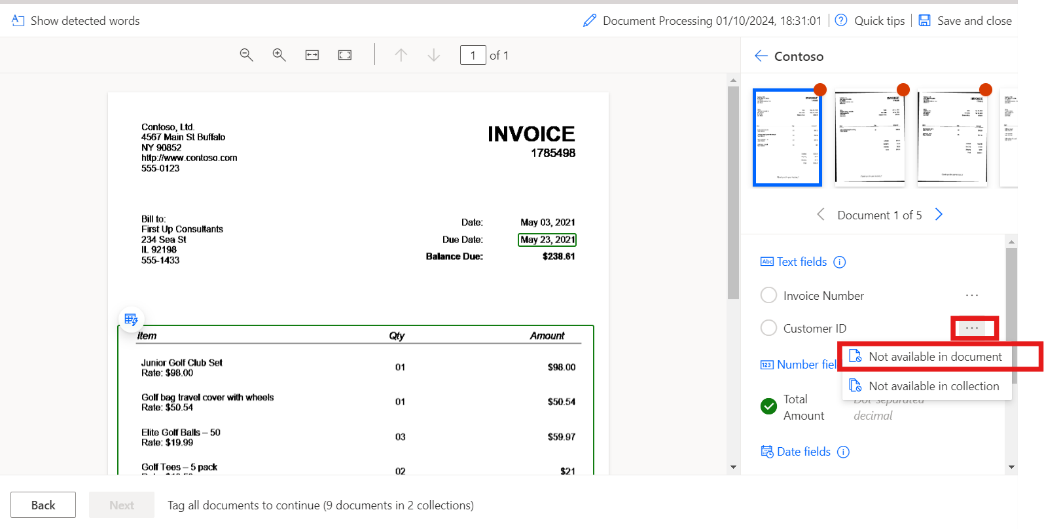 Show detected words
Document Processing 01/10/2024, 18:31:01
Quick tips
Save and close
1 of 1
Contoso
Contoso, Ltd.
4567 Main St Buffalo
NY 90852
http://www.contoso.com
555-0123
INVOICE
1785498
Bill to:
First Up Consultants
234 Sea St
IL 92198
555-1433
Date: May 03, 2021
Due Date: May 23, 2021
Balance Due: $238.61
Item Qty Amount
Junior Golf Club Set
Rate: $98.00
01 $98.00
Golf bag travel cover with wheels
Rate: $50.54
01 $50.54
Elite Golf Balls – 50
Rate: $19.99
03 $59.97
Golf Tees – 5 pack
02 $21
Document 1 of 5
Abc Text fields
Invoice Number
Customer ID
Not available in document
Not available in collection
123 Number fiel
Total
Amount
Dot-separated
decimal
Date fields
Back
Next
Tag all documents to continue (9 documents in 2 collections)